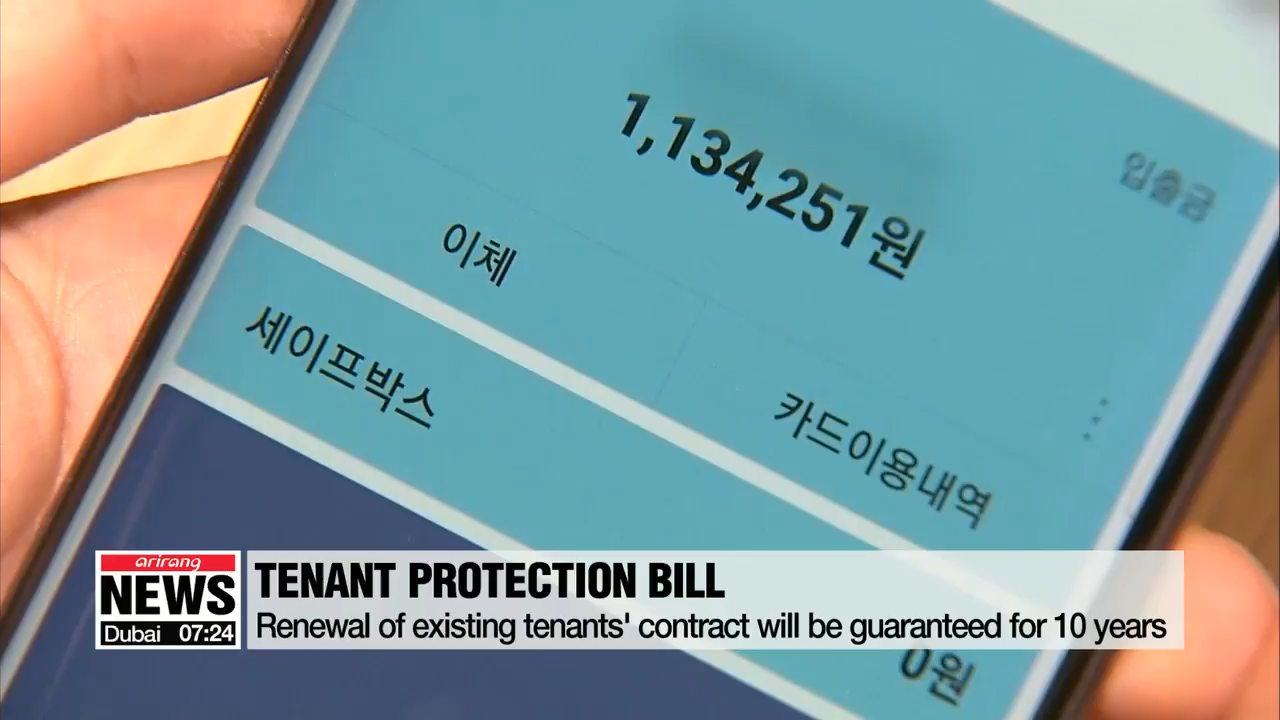 입출금
1,134,251원
이체
카드이용내역
세이프박스
0원
arirang
NEWS
Dubai 07:24
TENANT PROTECTION BILL
Renewal of existing tenants' contract will be guaranteed for 10 years